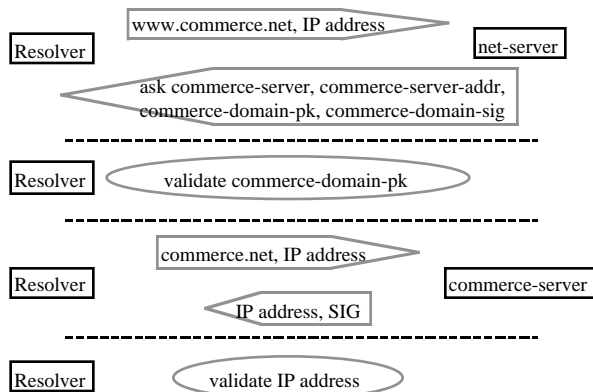 www.commerce.net, IP address
Resolver
net-server
ask commerce-server, commerce-server-addr,
commerce-domain-pk, commerce-domain-sig
Resolver
validate commerce-domain-pk
commerce.net, IP address
Resolver
commerce-server
IP address, SIG
Resolver
validate IP address